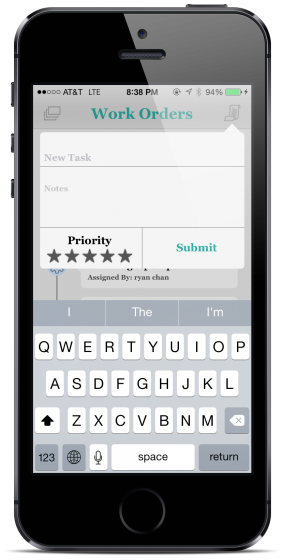 AT&T LTE 8:38 PM 94%
Work Orders
New Task
Notes
Priority
Submit
Assigned By: ryan chan
I The I'm
Q W E R T Y U I O P
A S D F G H J K L
Z X C V B N M
123 space return